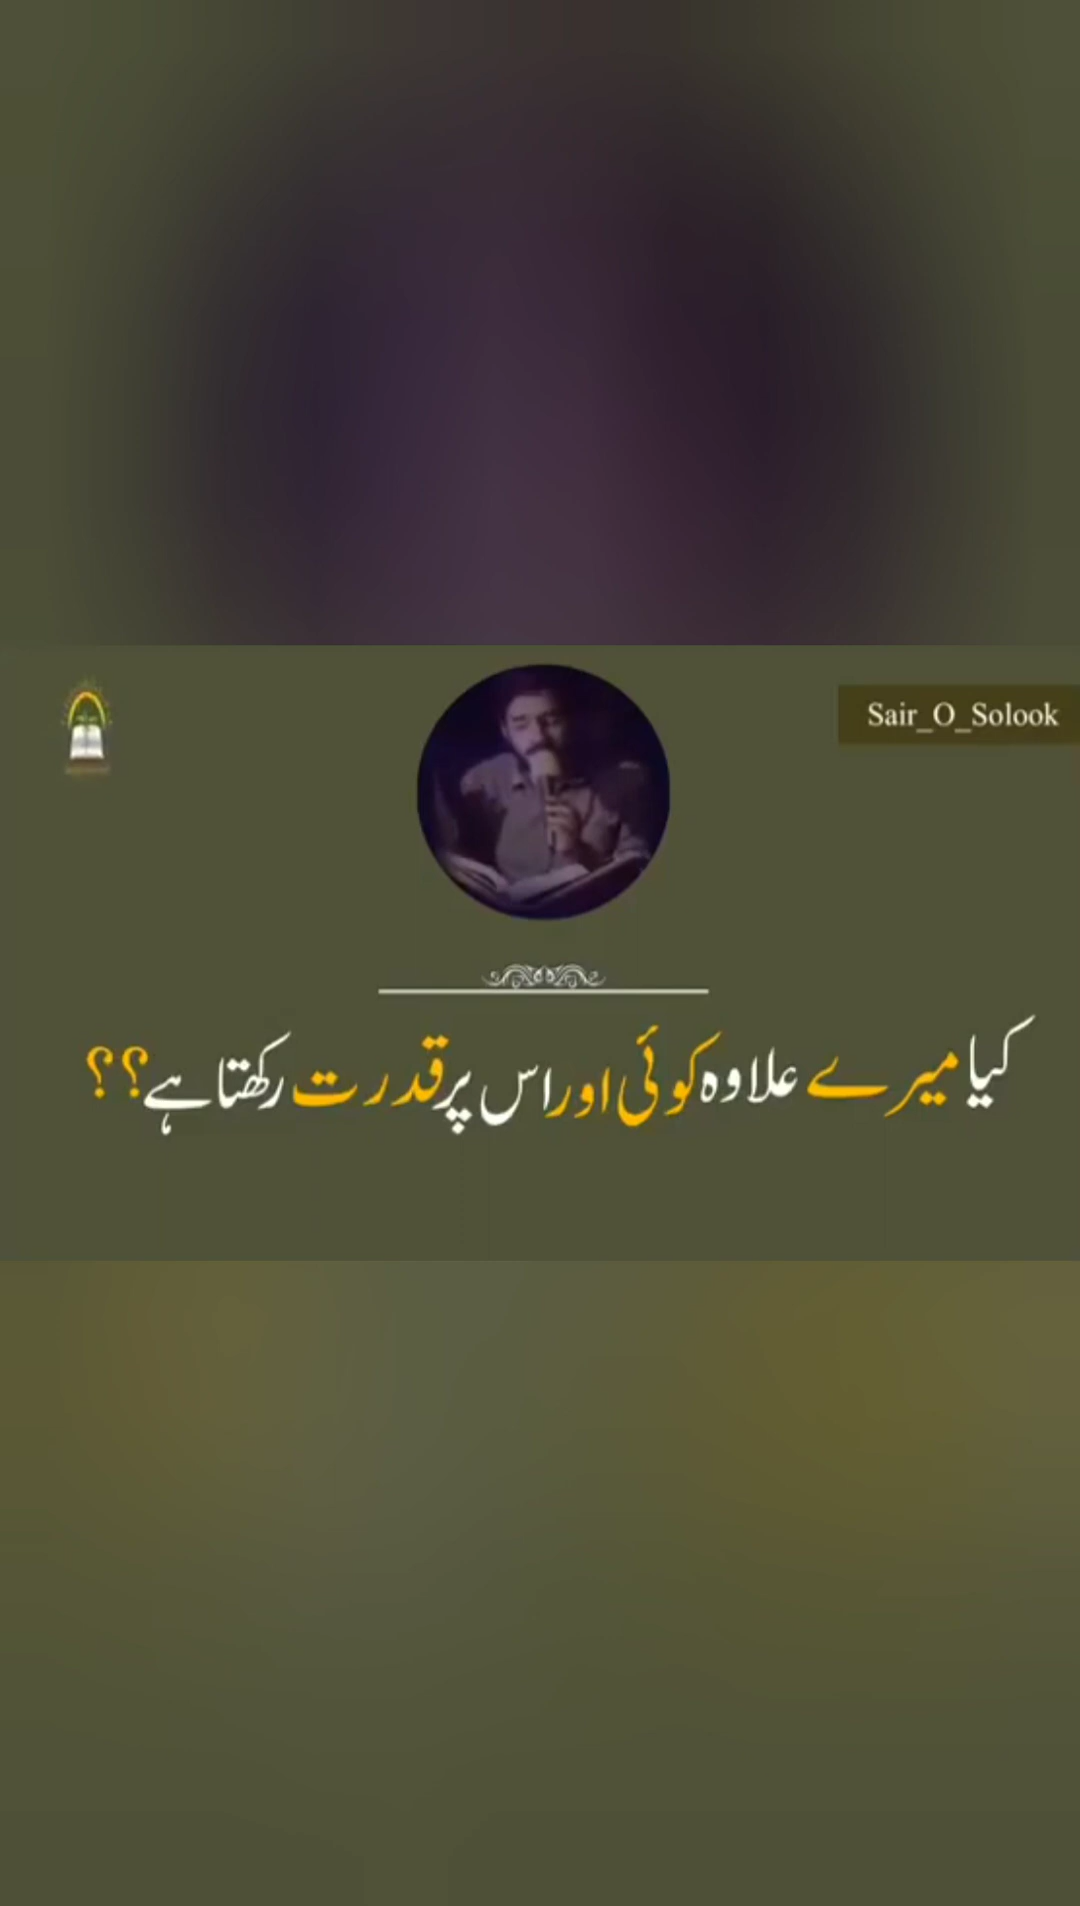 Sair_O_Solook
کیا میرے علاوہ کوئی اور اس پر قدرت رکھتا ہے؟؟